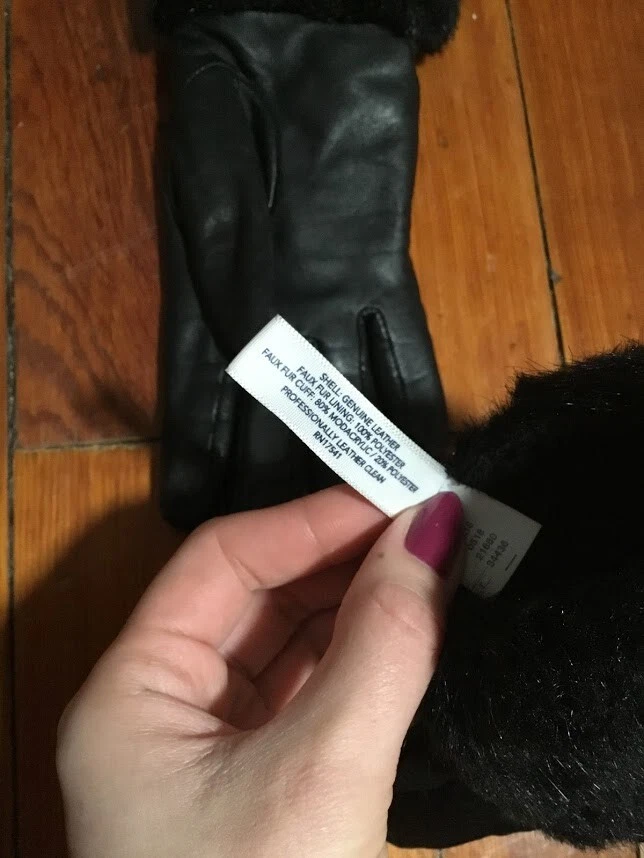 SHELL: GENUINE LEATHER
FAUX FUR LINING: 100% POLYESTER
FAUX FUR CUFF: 80% MODACRYLIC / 20% POLYESTER
PROFESSIONALLY LEATHER CLEAN
RN17541